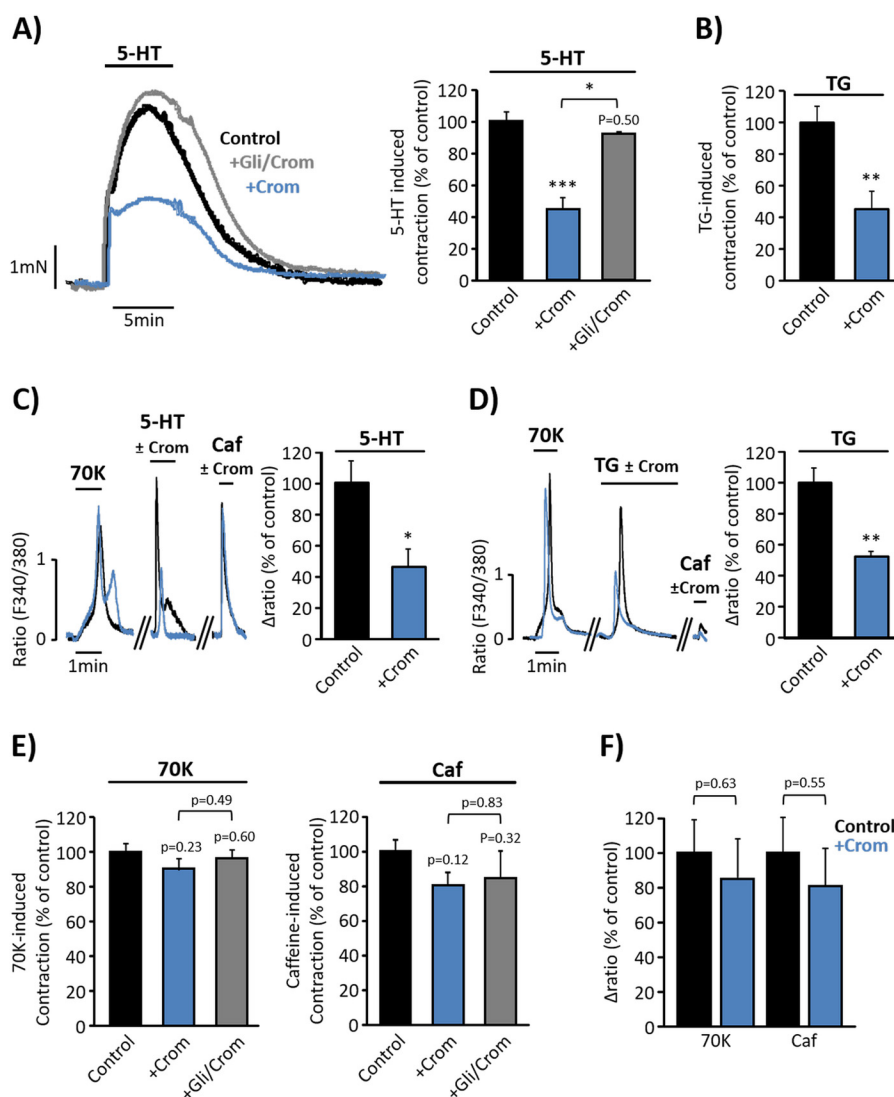 A)
5-HT
Control
+Gli/Crom
+Crom
1mN
5min
5-HT
5-HT induced
contraction (% of control)
120
100
80
60
40
20
0
***
*
P=0.50
Control
+Crom
+Gli/Crom
B)
TG
TG-induced
contraction (% of control)
120
100
80
60
40
20
0
**
Control
+Crom
C)
70K
5-HT
± Crom
Caf
± Crom
Ratio (F340/380)
1
0
1min
5-HT
Δratio (% of control)
120
100
80
60
40
20
0
*
Control
+Crom
D)
70K
TG ± Crom
Caf
±Crom
Ratio (F340/380)
1
0
1min
TG
Δratio (% of control)
120
100
80
60
40
20
0
**
Control
+Crom
E)
70K
70K-induced
Contraction (% of control)
120
100
80
60
40
20
0
p=0.49
p=0.23
p=0.60
Control
+Crom
+Gli/Crom
Caf
Caffeine-induced
Contraction (% of control)
120
100
80
60
40
20
0
p=0.83
p=0.12
P=0.32
Control
+Crom
+Gli/Crom
F)
p=0.63
p=0.55
Control
+Crom
Δratio (% of control)
120
100
80
60
40
20
0
70K
Caf